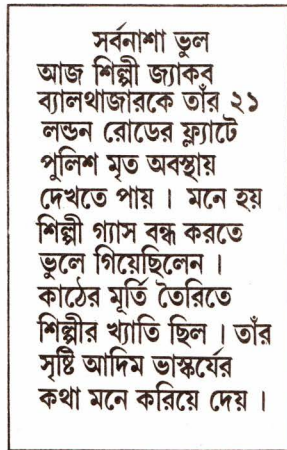 সর্বনাশা ভুল
আজ শিল্পী জ্যাকব
ব্যালথাজারকে তাঁর ২১
লন্ডন রোডের ফ্ল্যাটে
পুলিশ মৃত অবস্থায়
দেখতে পায় । মনে হয়
শিল্পী গ্যাস বন্ধ করতে
ভুলে গিয়েছিলেন ।
কাঠের মূর্তি তৈরিতে
শিল্পীর খ্যাতি ছিল । তাঁর
সৃষ্টি আদিম ভাস্কর্যের
কথা মনে করিয়ে দেয় ।